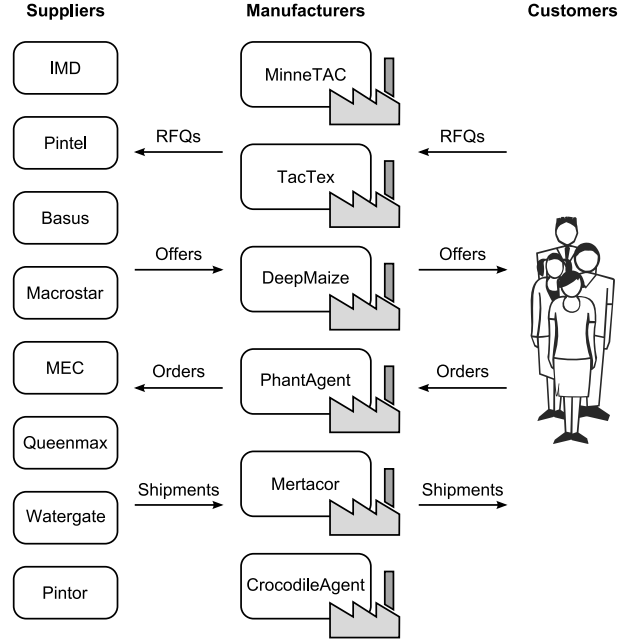 Suppliers
Manufacturers
Customers
IMD
MinneTAC
Pintel
RFQs
RFQs
TacTex
Basus
Offers
Offers
Macrostar
DeepMaize
MEC
Orders
PhantAgent
Orders
Queenmax
Shipments
Mertacor
Shipments
Watergate
Pintor
CrocodileAgent